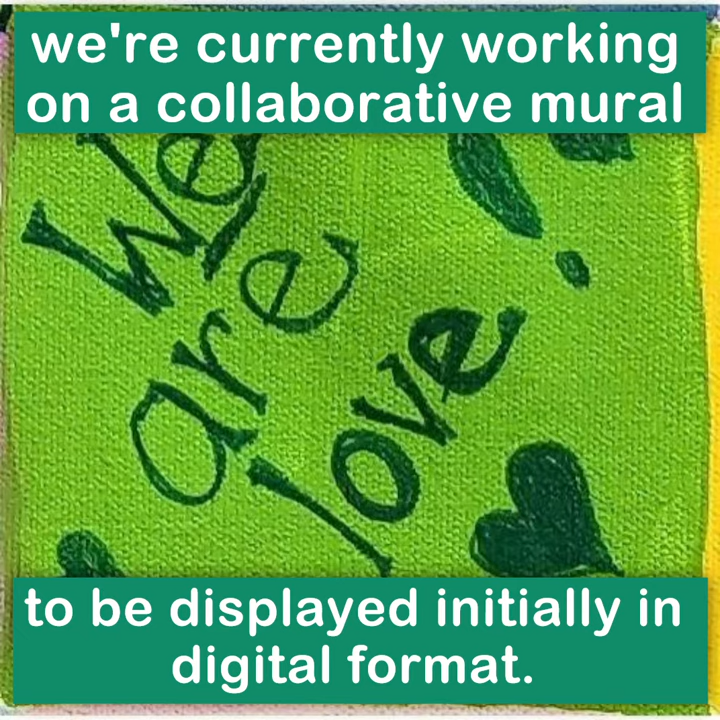 we're currently working
on a collaborative mural
We
are
love!
to be displayed initially in
digital format.